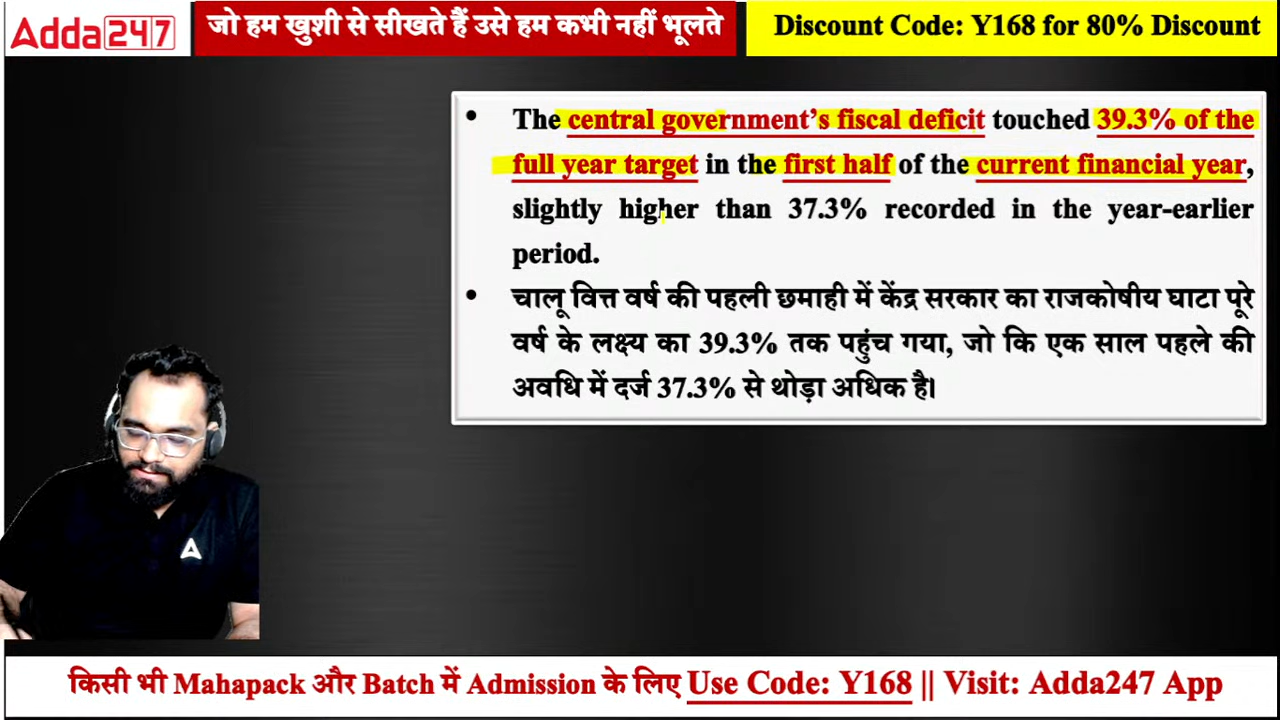 Adda247
जो हम खुशी से सीखते हैं उसे हम कभी नहीं भूलते
Discount Code: Y168 for 80% Discount
• The central government's fiscal deficit touched 39.3% of the
full year target in the first half of the current financial year,
slightly higher than 37.3% recorded in the year-earlier
period.
• चालू वित्त वर्ष की पहली छमाही में केंद्र सरकार का राजकोषीय घाटा पूरे
वर्ष के लक्ष्य का 39.3% तक पहुंच गया, जो कि एक साल पहले की
अवधि में दर्ज 37.3% से थोड़ा अधिक है।
किसी भी Mahapack और Batch में Admission के लिए Use Code: Y168 || Visit: Adda247 App